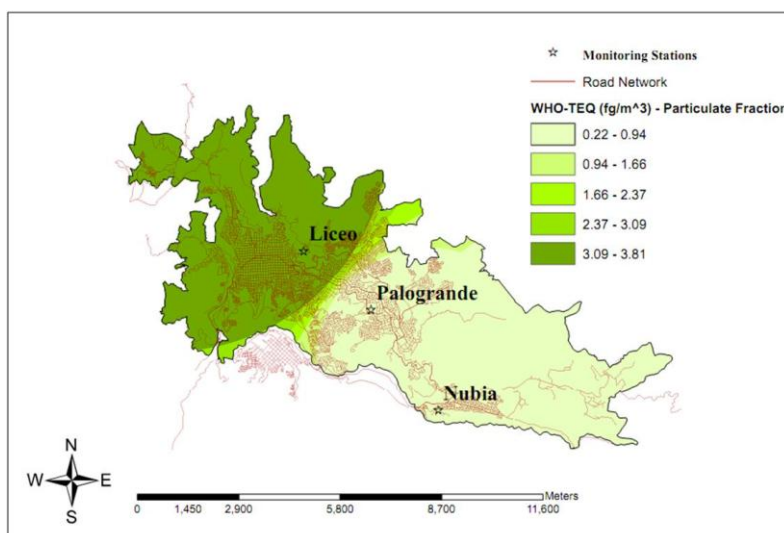 Monitoring Stations
Road Network
WHO-TEQ (fg/m^3) - Particulate Fraction
0.22 - 0.94
0.94 - 1.66
1.66 - 2.37
2.37 - 3.09
3.09 - 3.81
Liceo
Palogrande
Nubia
N
W E
S
Meters
0 1,450 2,900 5,800 8,700 11,600